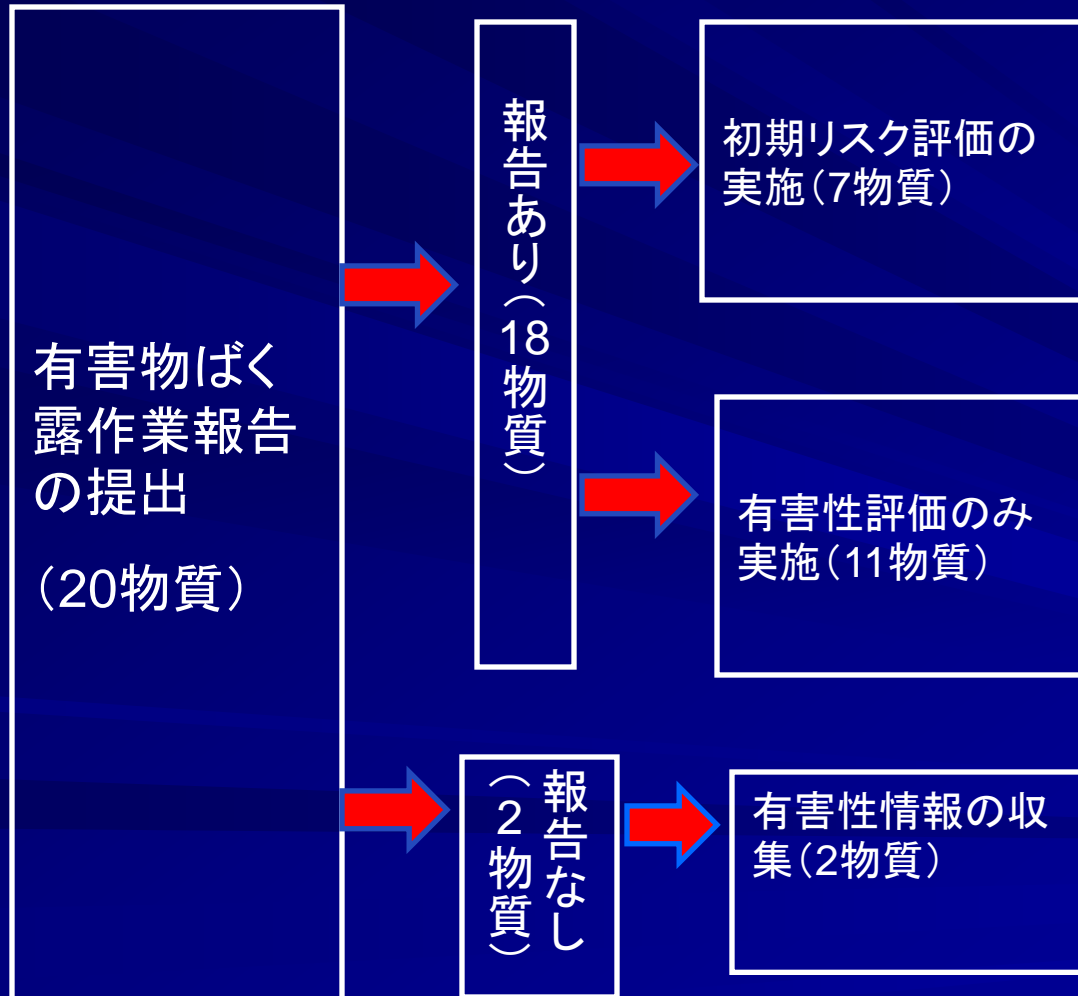 有害物ばく
露作業報告
の提出
（20物質）
報告あり（18物質）
初期リスク評価の
実施（7物質）
有害性評価のみ
実施（11物質）
報告なし
（2物質）
有害性情報の収
集（2物質）